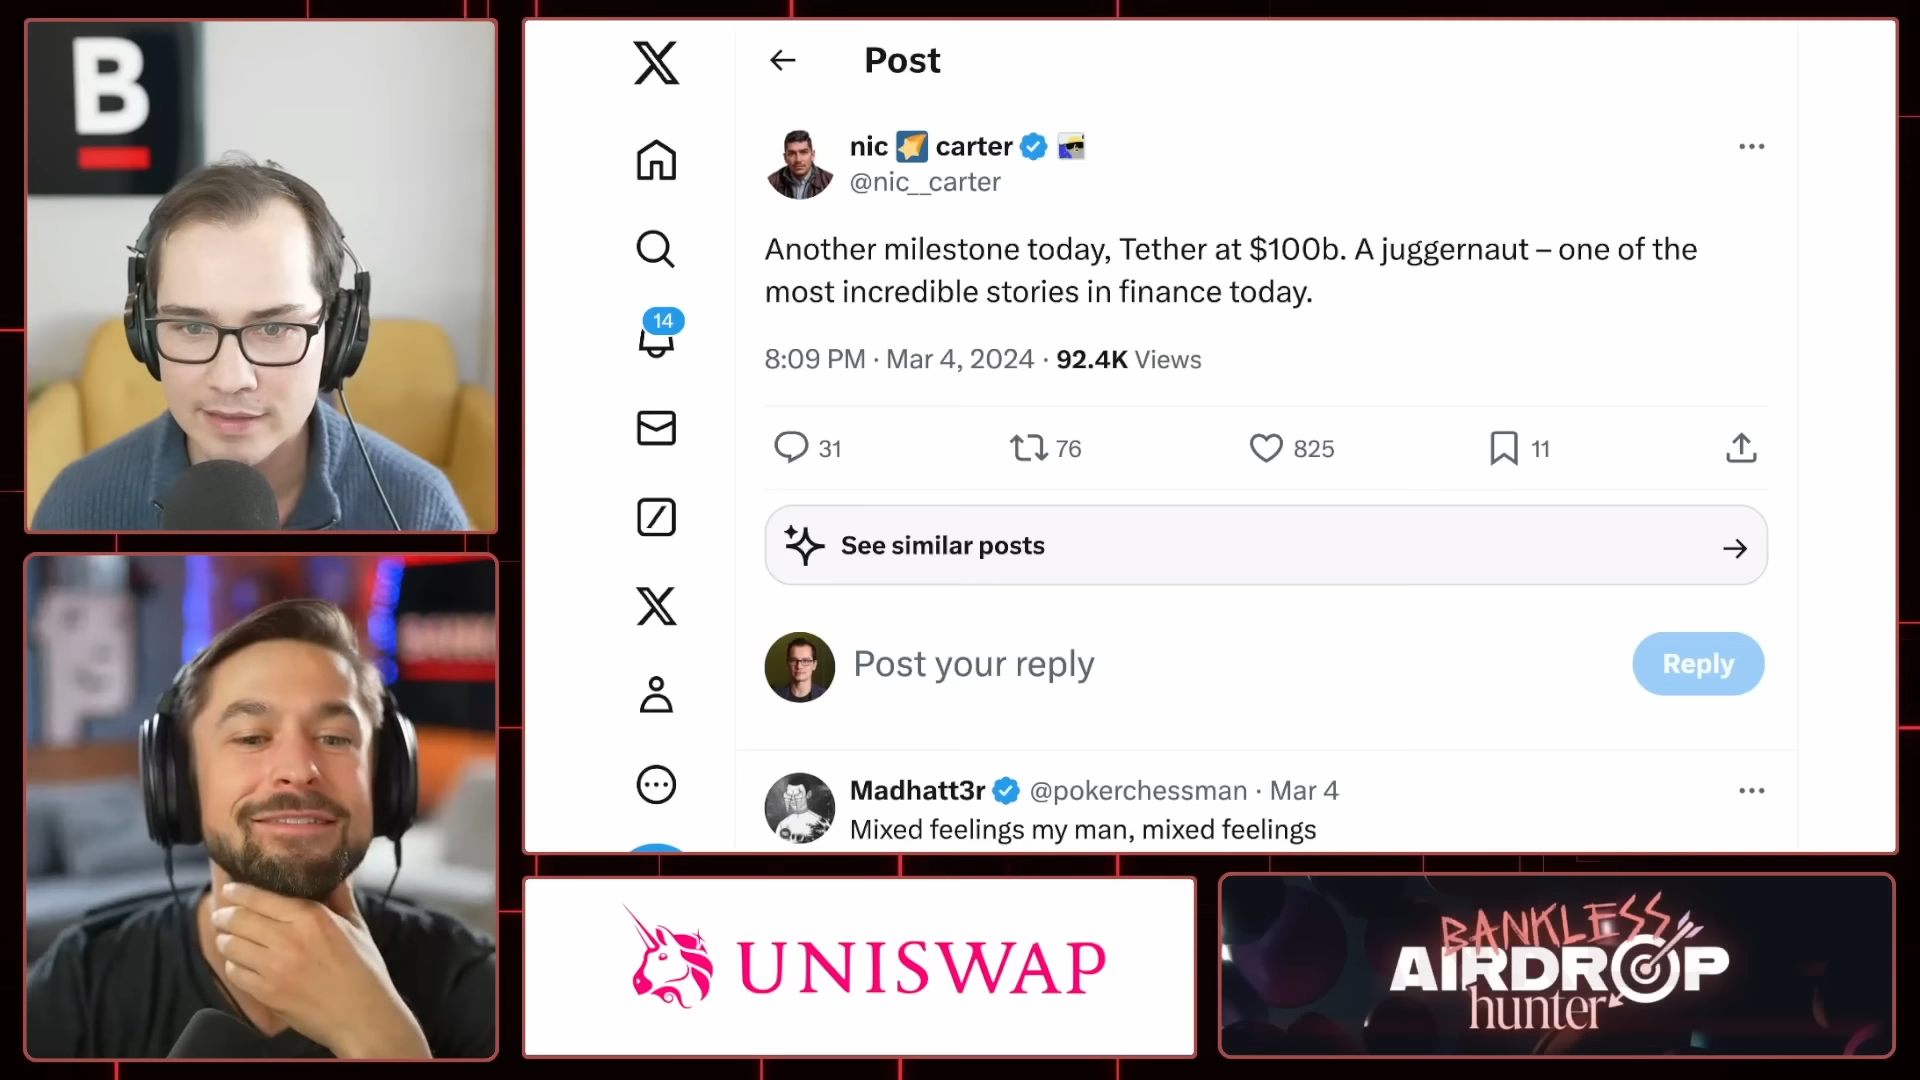 B
Post
nic carter
@nic__carter
Another milestone today, Tether at $100b. A juggernaut – one of the
most incredible stories in finance today.
8:09 PM · Mar 4, 2024 · 92.4K Views
31 76 825 11
See similar posts
Post your reply
Reply
14
Madhatt3r @pokerchessman · Mar 4
Mixed feelings my man, mixed feelings
UNISWAP
BANKLESS
AIRDROP
hunter